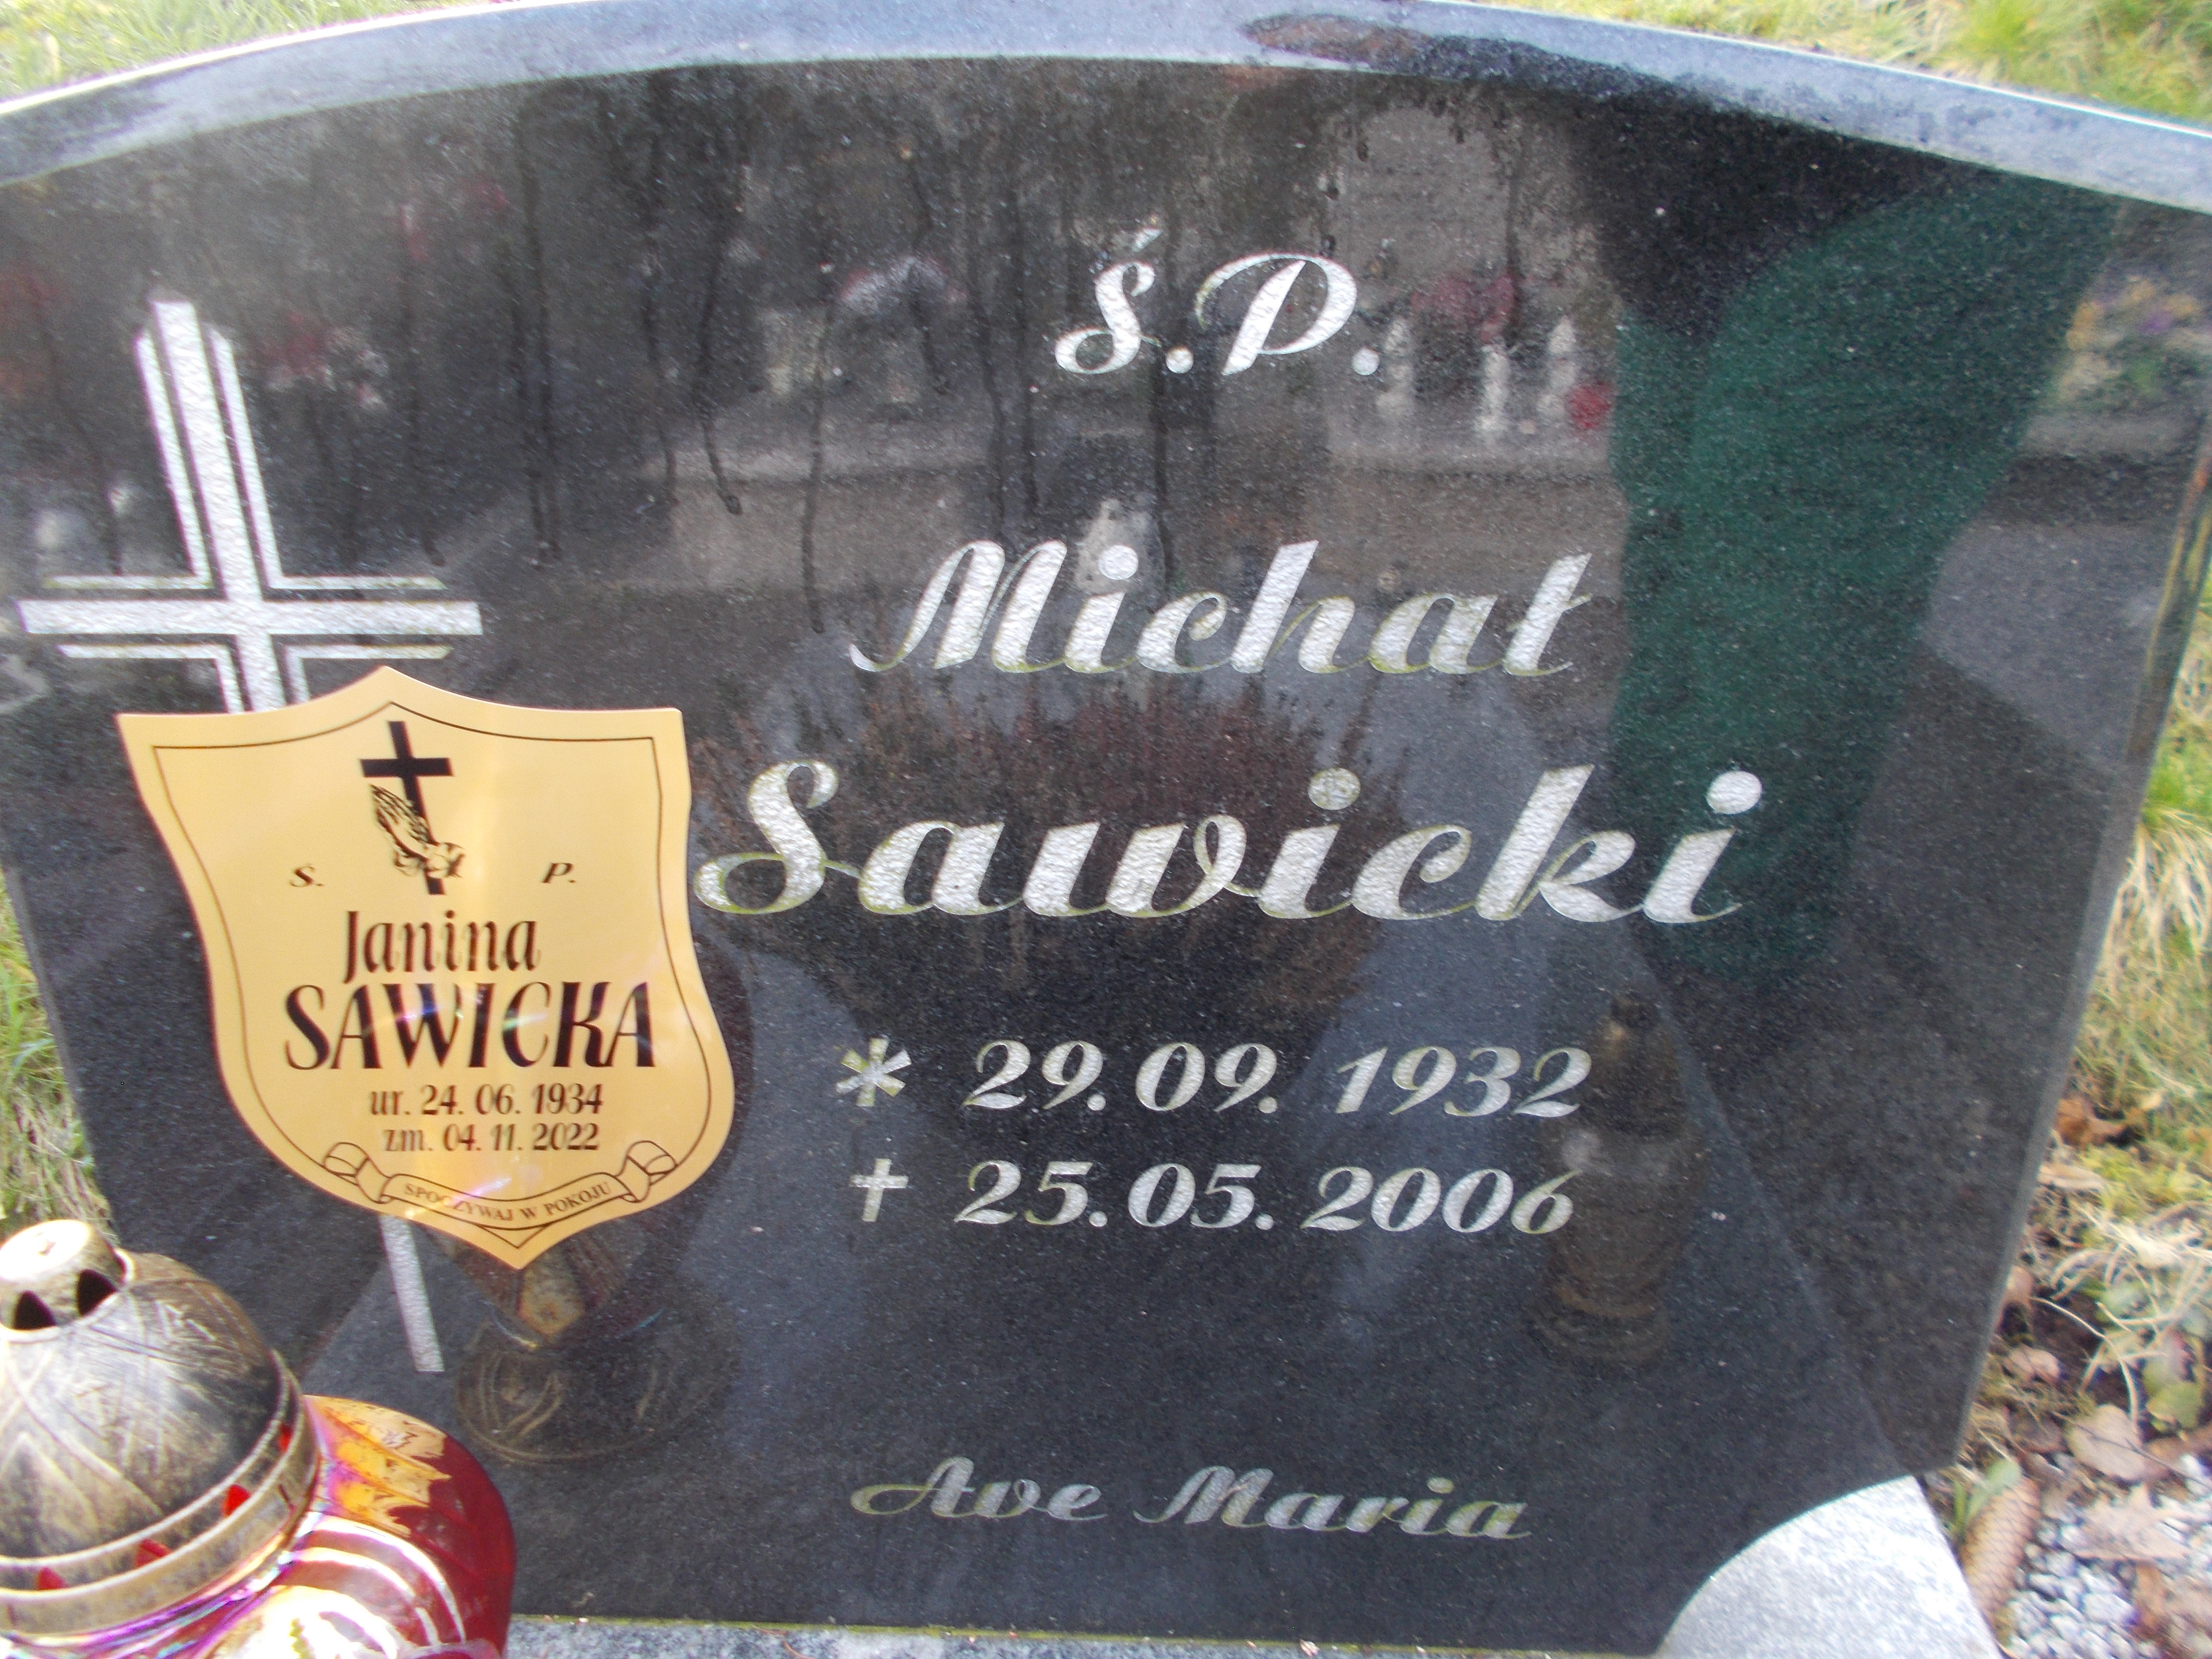 Ś.P.
Michał
Sawicki
* 29.09.1932
+ 25.05.2006
Ave Maria
Ś. P.
Janina
SAWICKA
ur. 24. 06. 1934
zm. 04. 11. 2022
SPOCZYWAJ W POKOJU